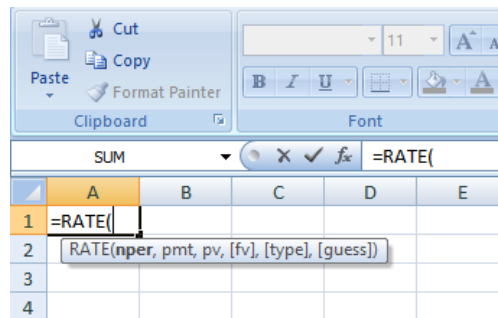 Cut
Copy
Paste
Format Painter
Clipboard
11
A A
B I U A
Font
SUM
fx =RATE(
A B C D E
1 =RATE(
2 RATE(nper, pmt, pv, [fv], [type], [guess])
3
4